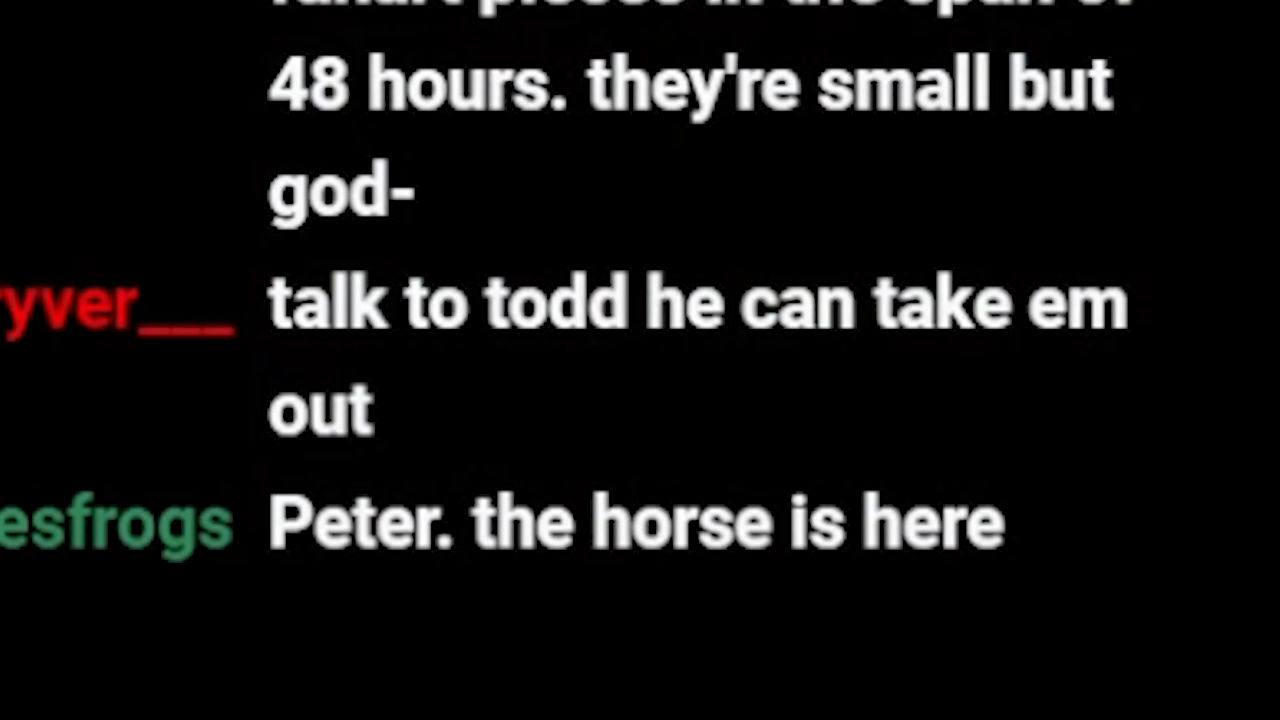 48 hours. they're small but
god-
yver___ talk to todd he can take em
out
esfrogs Peter. the horse is here